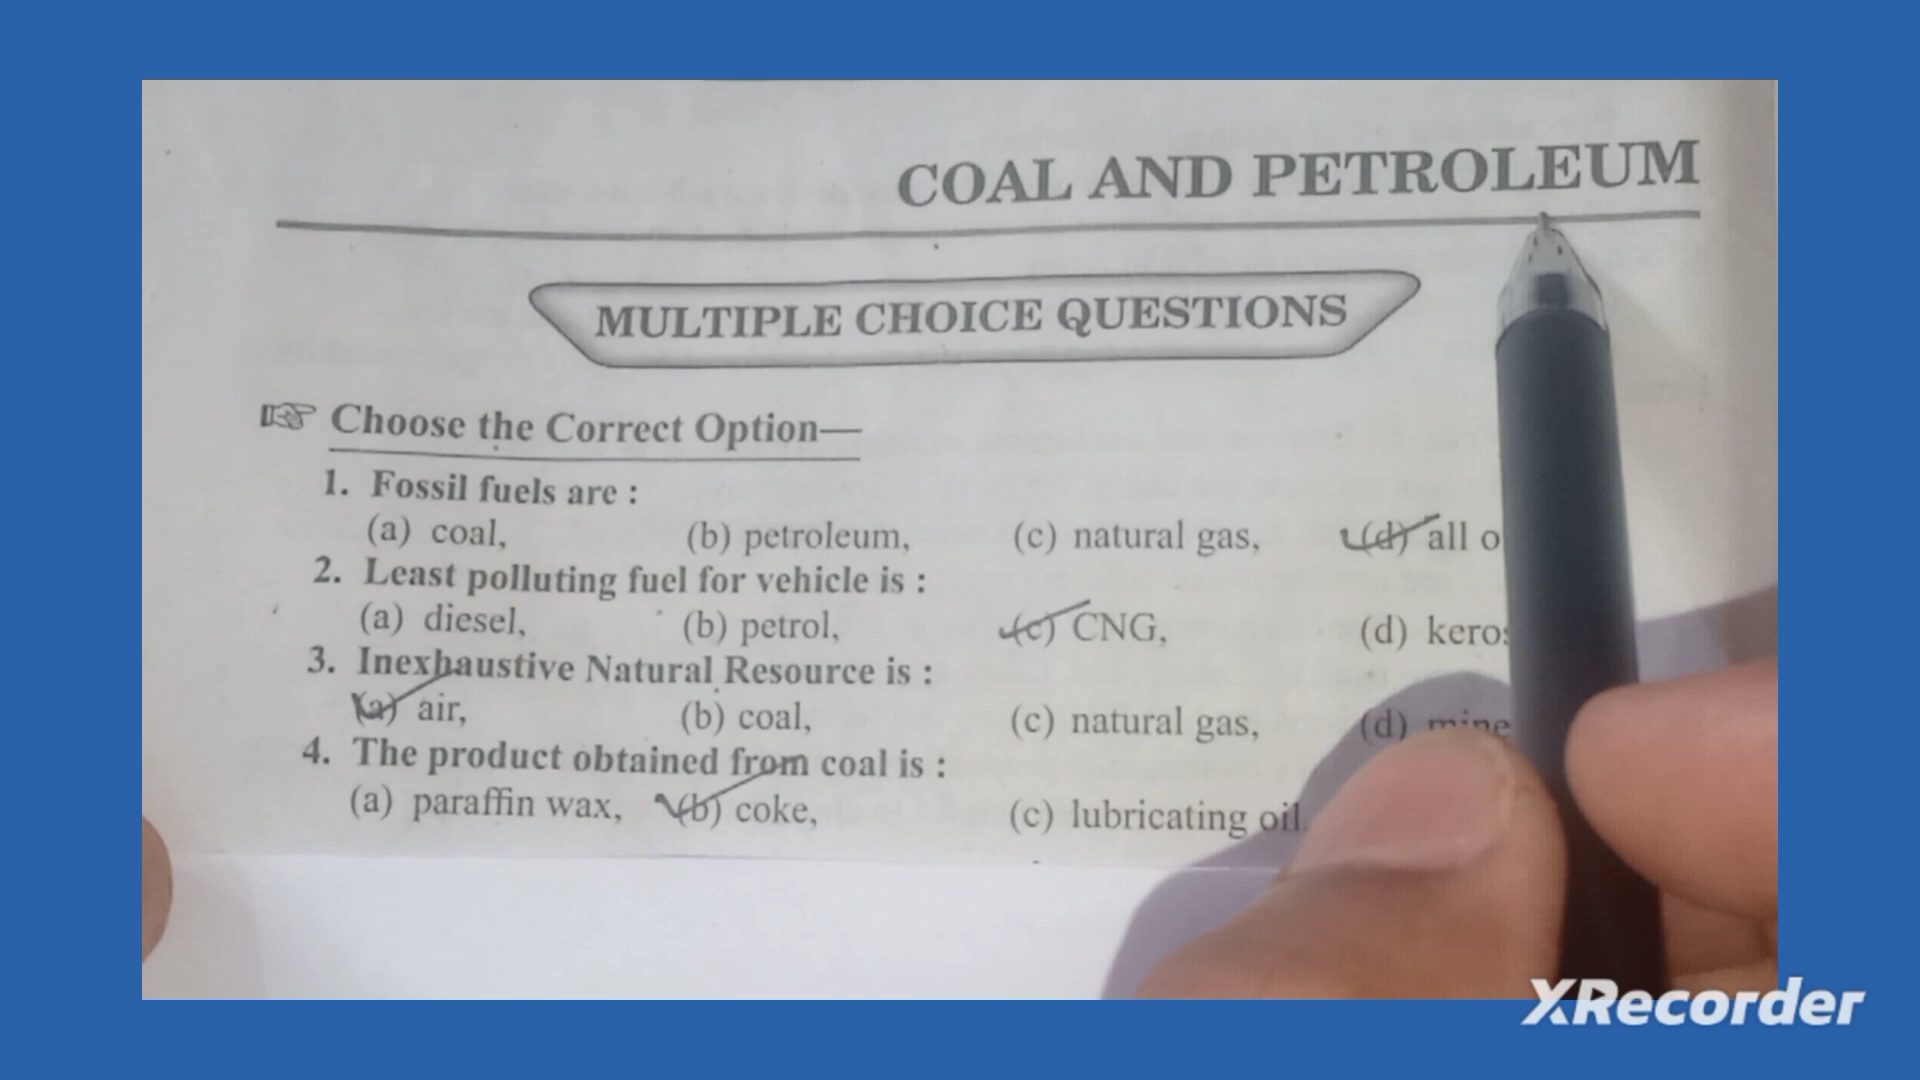 COAL AND PETROLEUM
MULTIPLE CHOICE QUESTIONS
Choose the Correct Option—
1. Fossil fuels are :
(a) coal, (b) petroleum, (c) natural gas, (d) all
2. Least polluting fuel for vehicle is :
(a) diesel, (b) petrol, (c) CNG, (d)
3. Inexhaustive Natural Resource is :
(a) air, (b) coal, (c) natural gas, (d)
4. The product obtained from coal is :
(a) paraffin wax, (b) coke, (c) lubricating oil.
XRecorder